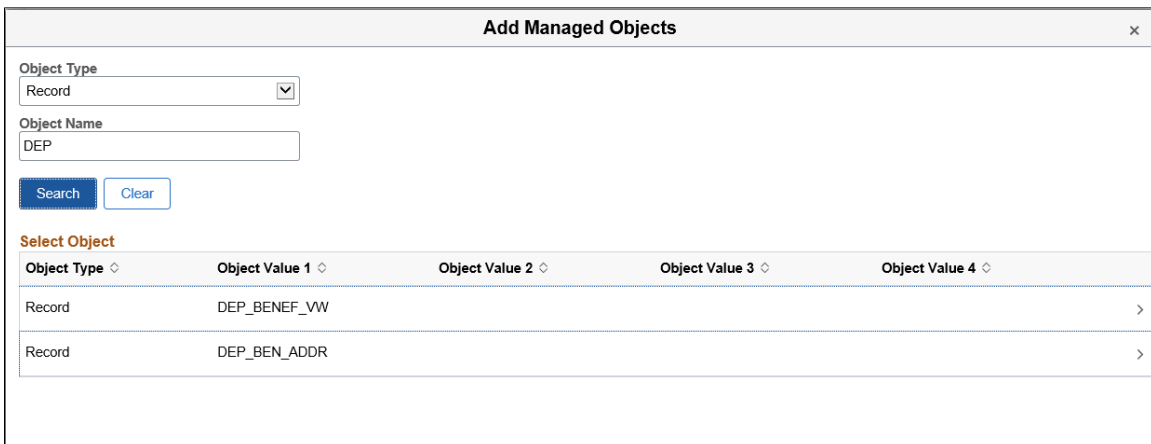 Add Managed Objects
×
Object Type
Record
Object Name
DEP
Search Clear
Select Object
Object Type Object Value 1 Object Value 2 Object Value 3 Object Value 4
Record DEP_BENEF_VW
Record DEP_BEN_ADDR